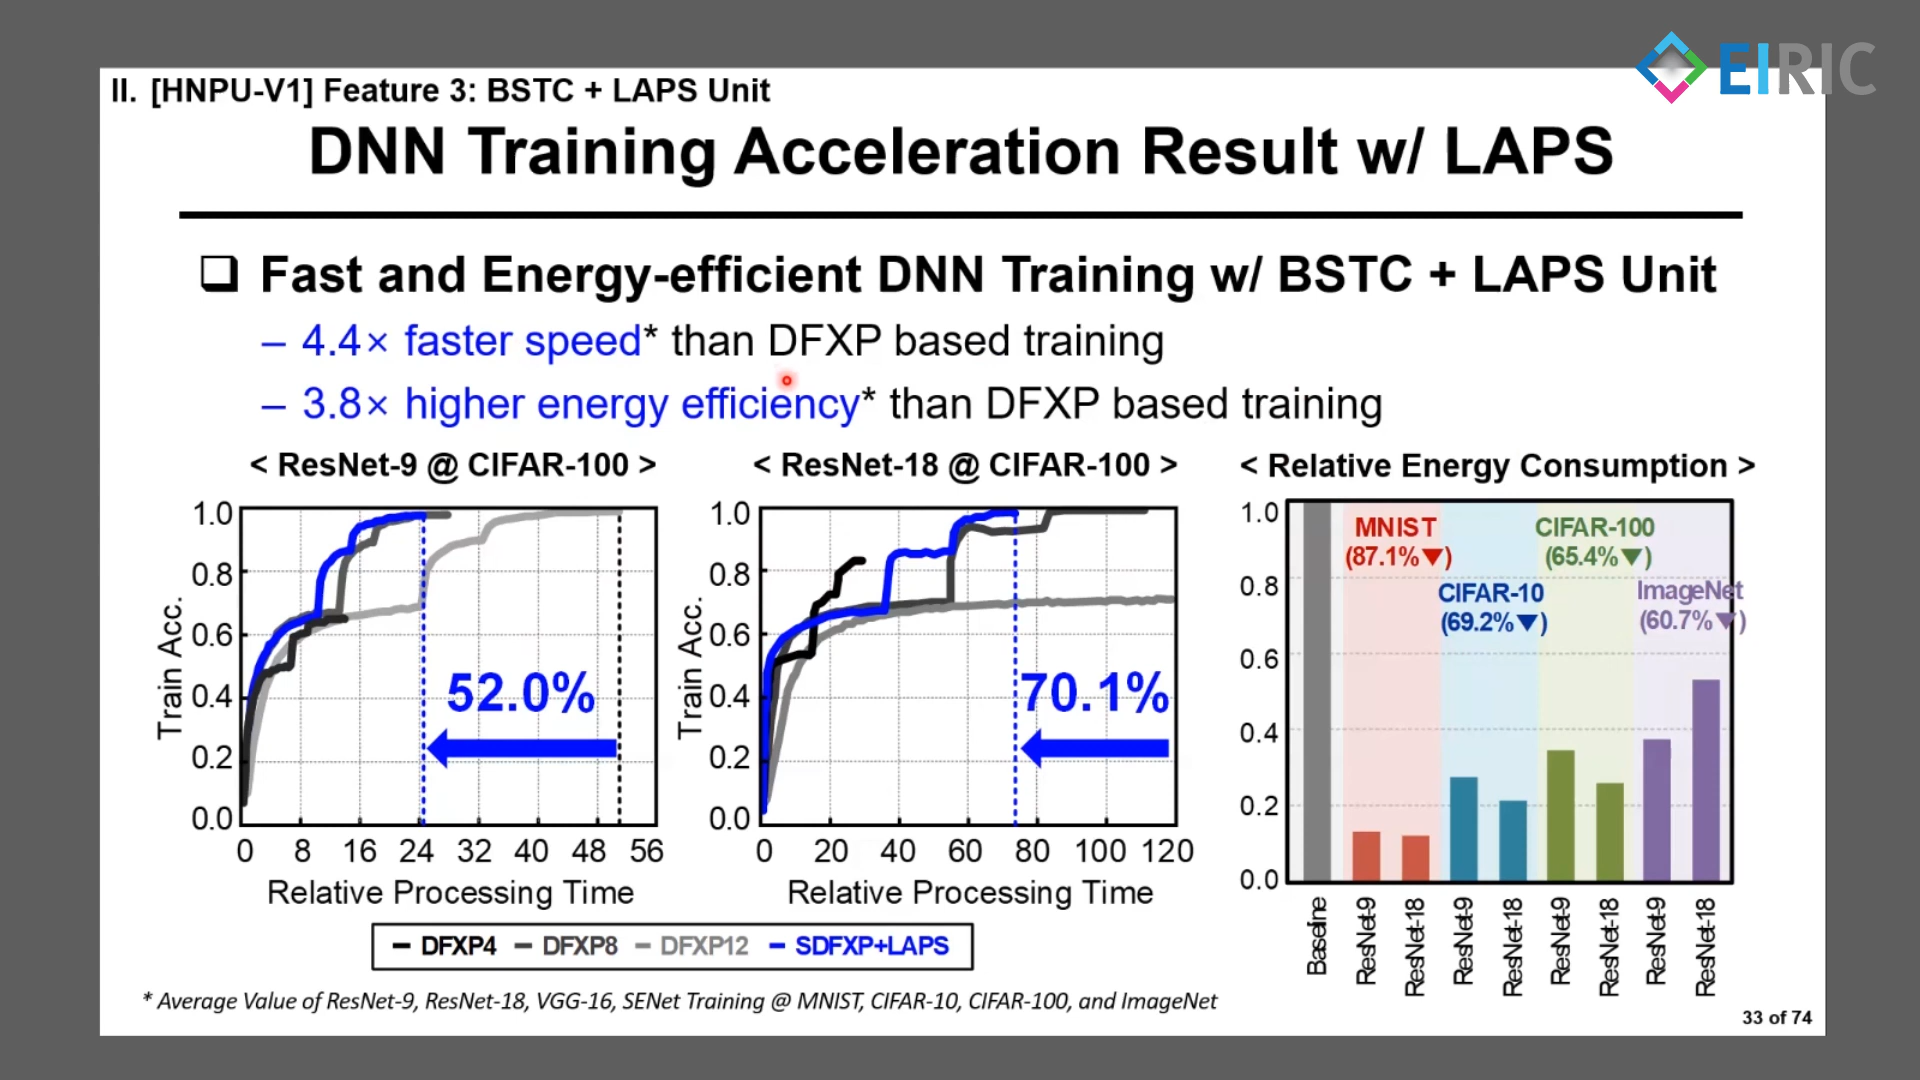 EIRIC
II. [HNPU-V1] Feature 3: BSTC + LAPS Unit
DNN Training Acceleration Result w/ LAPS
❑ Fast and Energy-efficient DNN Training w/ BSTC + LAPS Unit
– 4.4× faster speed* than DFXP based training
– 3.8× higher energy efficiency* than DFXP based training
< ResNet-9 @ CIFAR-100 >
Train Acc.
1.0
0.8
0.6
0.4
0.2
0.0
52.0%
0 8 16 24 32 40 48 56
Relative Processing Time
< ResNet-18 @ CIFAR-100 >
Train Acc.
1.0
0.8
0.6
0.4
0.2
0.0
70.1%
0 20 40 60 80 100 120
Relative Processing Time
DFXP4 DFXP8 DFXP12 SDFXP+LAPS
< Relative Energy Consumption >
1.0
0.8
0.6
0.4
0.2
0.0
MNIST
(87.1%▼)
CIFAR-10
(69.2%▼)
CIFAR-100
(65.4%▼)
ImageNet
(60.7%▼)
Baseline
ResNet-9
ResNet-18
ResNet-9
ResNet-18
ResNet-9
ResNet-18
ResNet-9
ResNet-18
* Average Value of ResNet-9, ResNet-18, VGG-16, SENet Training @ MNIST, CIFAR-10, CIFAR-100, and ImageNet
33 of 74